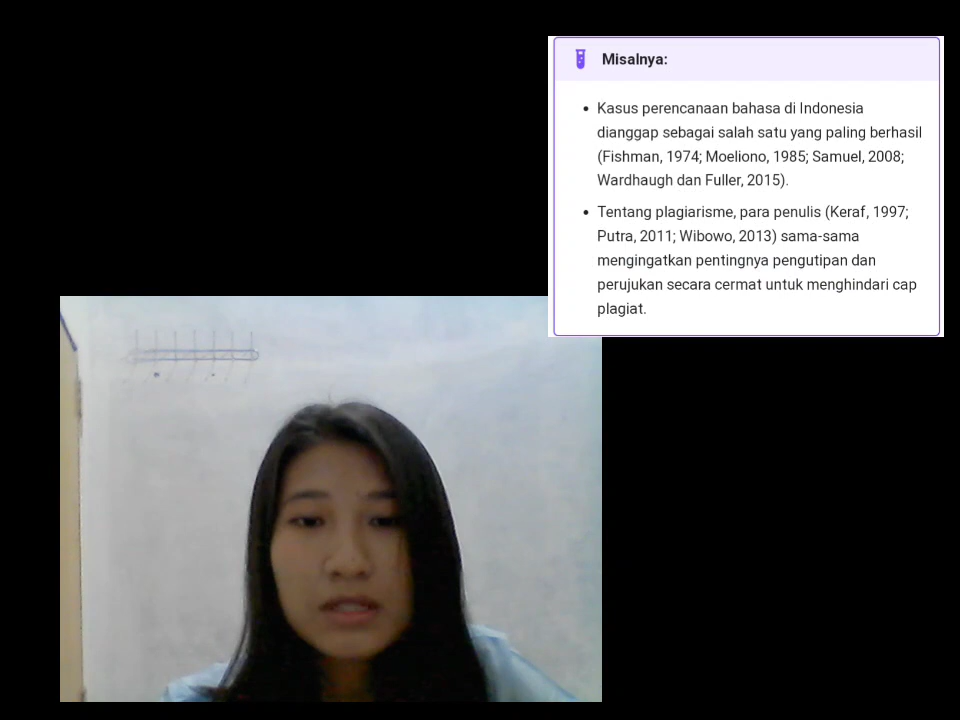 Misalnya:
Kasus perencanaan bahasa di Indonesia
dianggap sebagai salah satu yang paling berhasil
(Fishman, 1974; Moeliono, 1985; Samuel, 2008;
Wardhaugh dan Fuller, 2015).
Tentang plagiarisme, para penulis (Keraf, 1997;
Putra, 2011; Wibowo, 2013) sama-sama
mengingatkan pentingnya pengutipan dan
perujukan secara cermat untuk menghindari cap
plagiat.